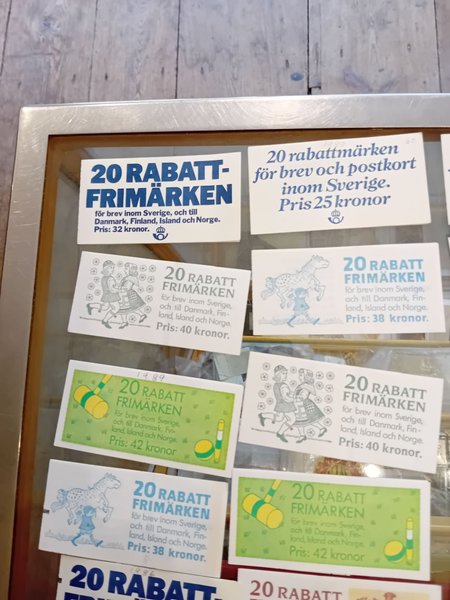 20 RABATT-
FRIMÄRKEN
för brev inom Sverige, och till
Danmark, Finland, Island och Norge.
Pris: 32 kronor.
20 rabattmärken
för brev och postkort
inom Sverige.
Pris 25 kronor
20 RABATT
FRIMÄRKEN
för brev inom Sverige,
och till Danmark, Fin-
land, Island och Norge.
Pris: 40 kronor.
20 RABATT
FRIMÄRKEN
för brev inom Sverige,
och till Danmark, Fin-
land, Island och Norge.
Pris: 38 kronor.
1989
20 RABATT
FRIMÄRKEN
för brev inom Sverige,
och till Danmark, Fin-
land, Island och Norge.
Pris: 42 kronor
20 RABATT
FRIMÄRKEN
för brev inom Sverige,
och till Danmark, Fin-
land, Island och Norge.
Pris: 40 kronor.
20 RABATT
FRIMÄRKEN
för brev inom Sverige,
och till Danmark, Fin-
land, Island och Norge.
Pris: 38 kronor.
20 RABATT
FRIMÄRKEN
för brev inom Sverige,
och till Danmark, Fin-
land, Island och Norge.
Pris: 42 kronor
20 RABATT-
20 RABATT